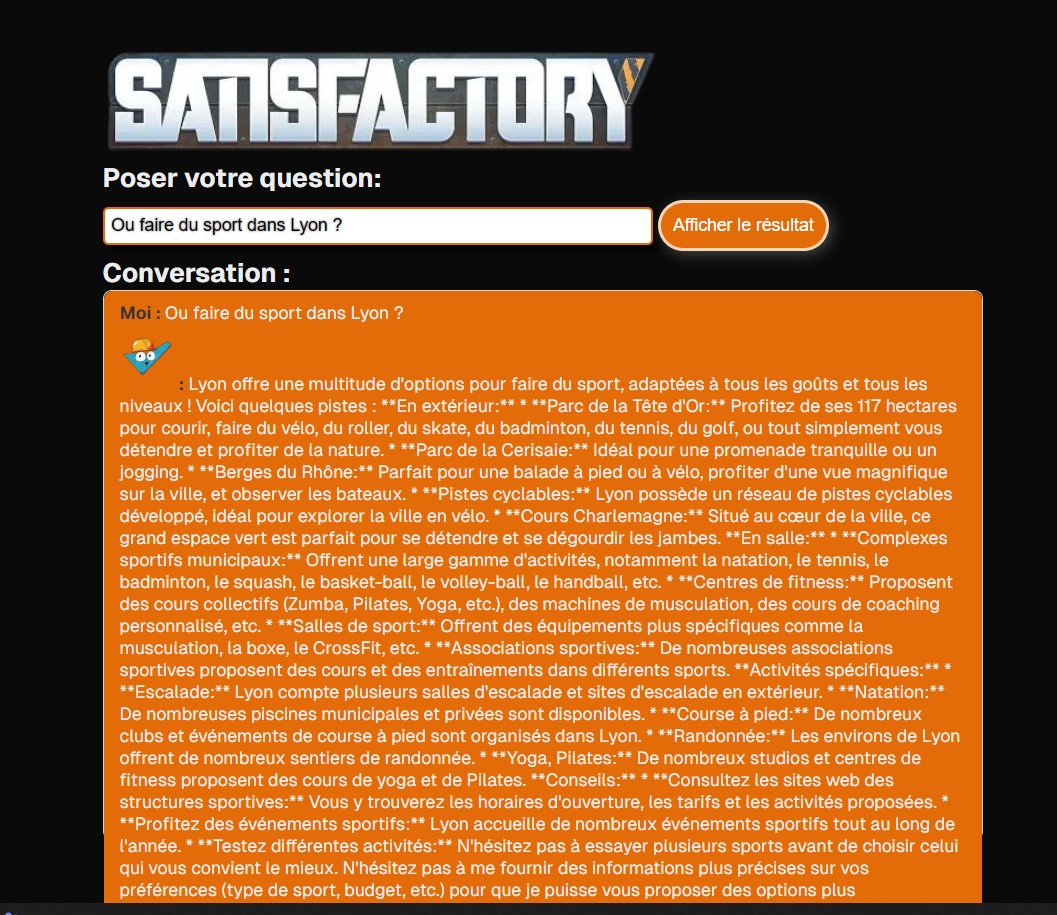 SATISFACTORY
Poser votre question:
Ou faire du sport dans Lyon ?
Afficher le résultat
Conversation :
Moi : Ou faire du sport dans Lyon ?
: Lyon offre une multitude d'options pour faire du sport, adaptées à tous les goûts et tous les
niveaux ! Voici quelques pistes : **En extérieur:** * **Parc de la Tête d'Or:** Profitez de ses 117 hectares
pour courir, faire du vélo, du roller, du skate, du badminton, du tennis, du golf, ou tout simplement vous
détendre et profiter de la nature. * **Parc de la Cerisaie:** Idéal pour une promenade tranquille ou un
jogging. * **Berges du Rhône:** Parfait pour une balade à pied ou à vélo, profiter d'une vue magnifique
sur la ville, et observer les bateaux. * **Pistes cyclables:** Lyon possède un réseau de pistes cyclables
développé, idéal pour explorer la ville en vélo. * **Cours Charlemagne:** Situé au cœur de la ville, ce
grand espace vert est parfait pour se détendre et se dégourdir les jambes. **En salle:** * **Complexes
sportifs municipaux:** Offrent une large gamme d'activités, notamment la natation, le tennis, le
badminton, le squash, le basket-ball, le volley-ball, le handball, etc. * **Centres de fitness:** Proposent
des cours collectifs (Zumba, Pilates, Yoga, etc.), des machines de musculation, des cours de coaching
personnalisé, etc. * **Salles de sport:** Offrent des équipements plus spécifiques comme la
musculation, la boxe, le CrossFit, etc. * **Associations sportives:** De nombreuses associations
sportives proposent des cours et des entraînements dans différents sports. **Activités spécifiques:** *
**Escalade:** Lyon compte plusieurs salles d'escalade et sites d'escalade en extérieur. * **Natation:**
De nombreuses piscines municipales et privées sont disponibles. * **Course à pied:** De nombreux
clubs et événements de course à pied sont organisés dans Lyon. * **Randonnée:** Les environs de Lyon
offrent de nombreux sentiers de randonnée. * **Yoga, Pilates:** De nombreux studios et centres de
fitness proposent des cours de yoga et de Pilates. **Conseils:** * **Consultez les sites web des
structures sportives:** Vous y trouverez les horaires d'ouverture, les tarifs et les activités proposées. *
**Profitez des événements sportifs:** Lyon accueille de nombreux événements sportifs tout au long de
l'année. * **Testez différentes activités:** N'hésitez pas à essayer plusieurs sports avant de choisir celui
qui vous convient le mieux. N'hésitez pas à me fournir des informations plus précises sur vos
préférences (type de sport, budget, etc.) pour que je puisse vous proposer des options plus